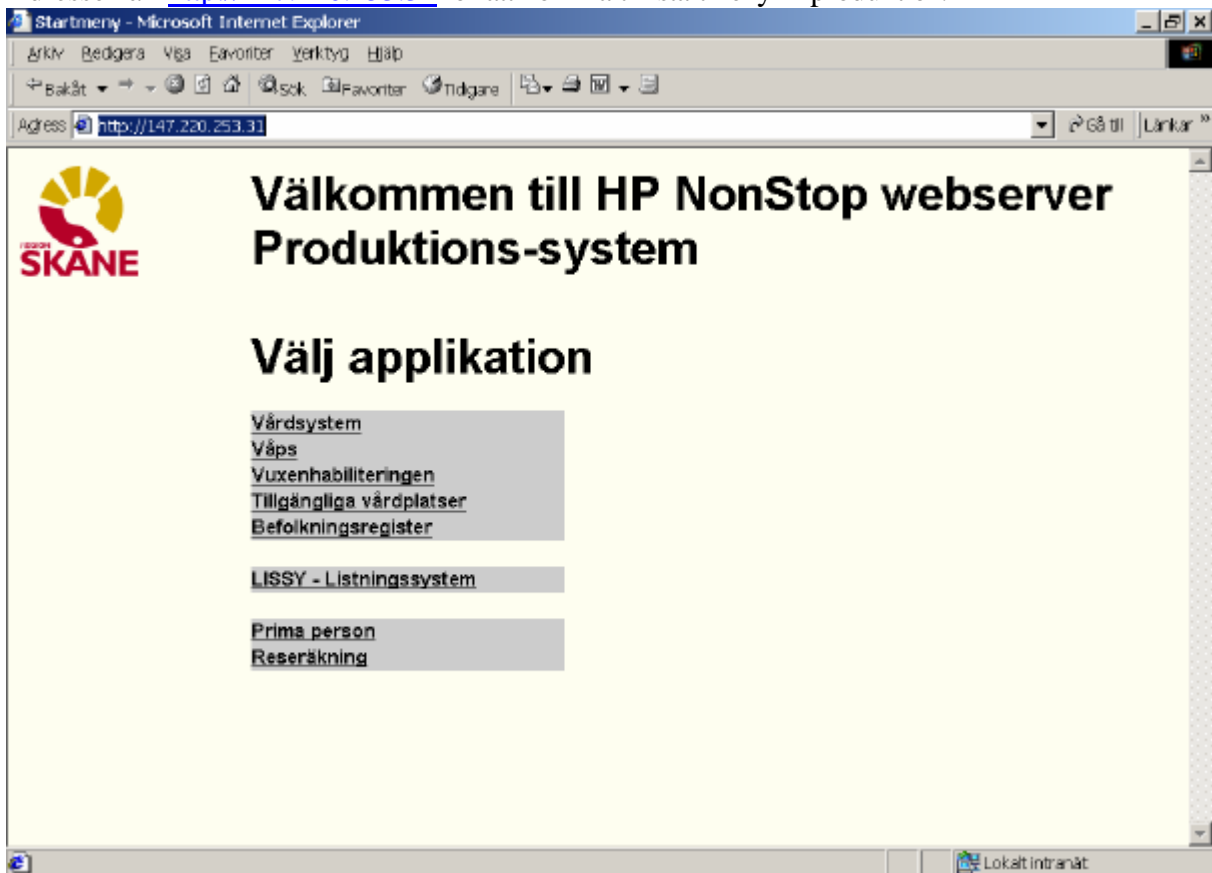 Startmeny - Microsoft Internet Explorer
Arkiv Redigera Visa Favoriter Verktyg Hjälp
Bakåt Sök Favoriter Tidigare
Adress http://147.220.253.31 Gå till Länkar »
REGION
SKÅNE
Välkommen till HP NonStop webserver
Produktions-system
Välj applikation
Vårdsystem
Våps
Vuxenhabiliteringen
Tillgängliga vårdplatser
Befolkningsregister
LISSY - Listningssystem
Prima person
Reseräkning
Lokalt intranät